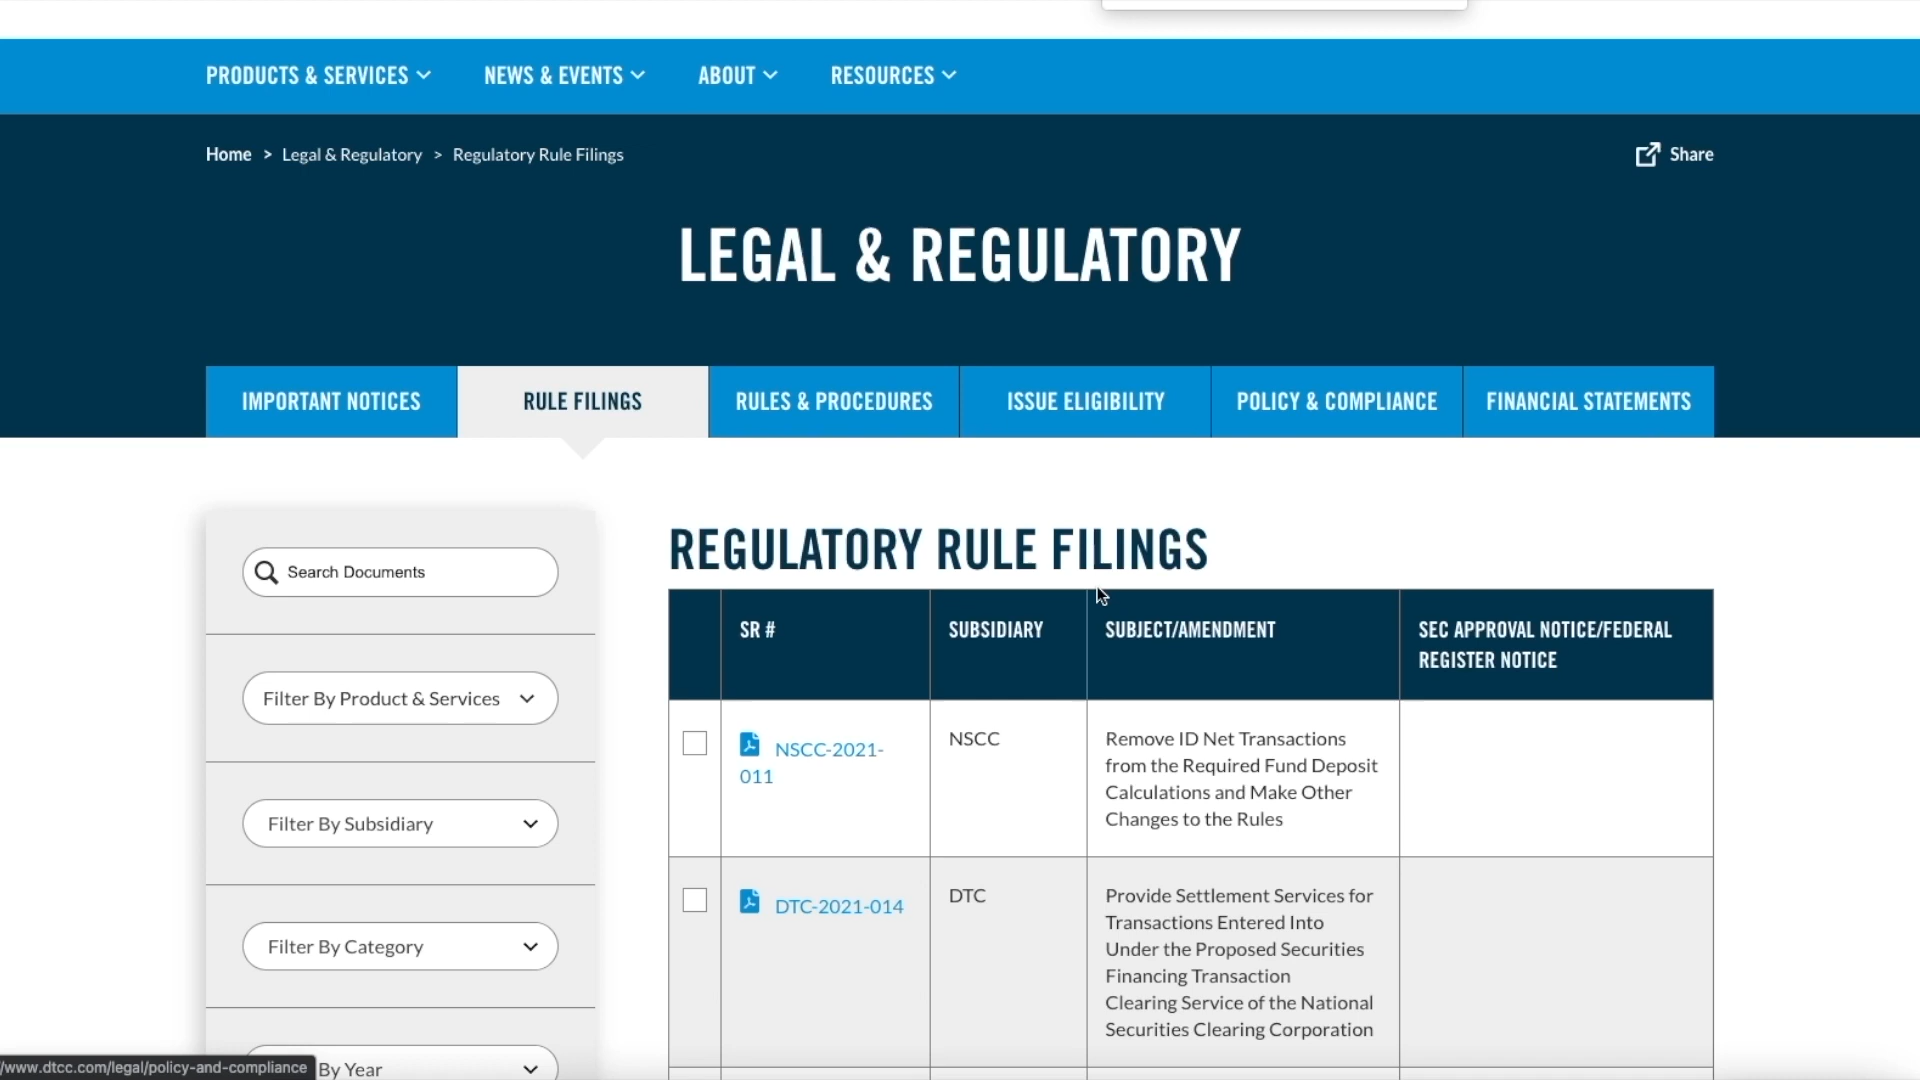 PRODUCTS & SERVICES
NEWS & EVENTS
ABOUT
RESOURCES
Home > Legal & Regulatory > Regulatory Rule Filings
Share
LEGAL & REGULATORY
IMPORTANT NOTICES
RULE FILINGS
RULES & PROCEDURES
ISSUE ELIGIBILITY
POLICY & COMPLIANCE
FINANCIAL STATEMENTS
Search Documents
Filter By Product & Services
Filter By Subsidiary
Filter By Category
By Year
REGULATORY RULE FILINGS
SR #
SUBSIDIARY
SUBJECT/AMENDMENT
SEC APPROVAL NOTICE/FEDERAL
REGISTER NOTICE
NSCC-2021-
011
NSCC
Remove ID Net Transactions
from the Required Fund Deposit
Calculations and Make Other
Changes to the Rules
DTC-2021-014
DTC
Provide Settlement Services for
Transactions Entered Into
Under the Proposed Securities
Financing Transaction
Clearing Service of the National
Securities Clearing Corporation
/www.dtcc.com/legal/policy-and-compliance